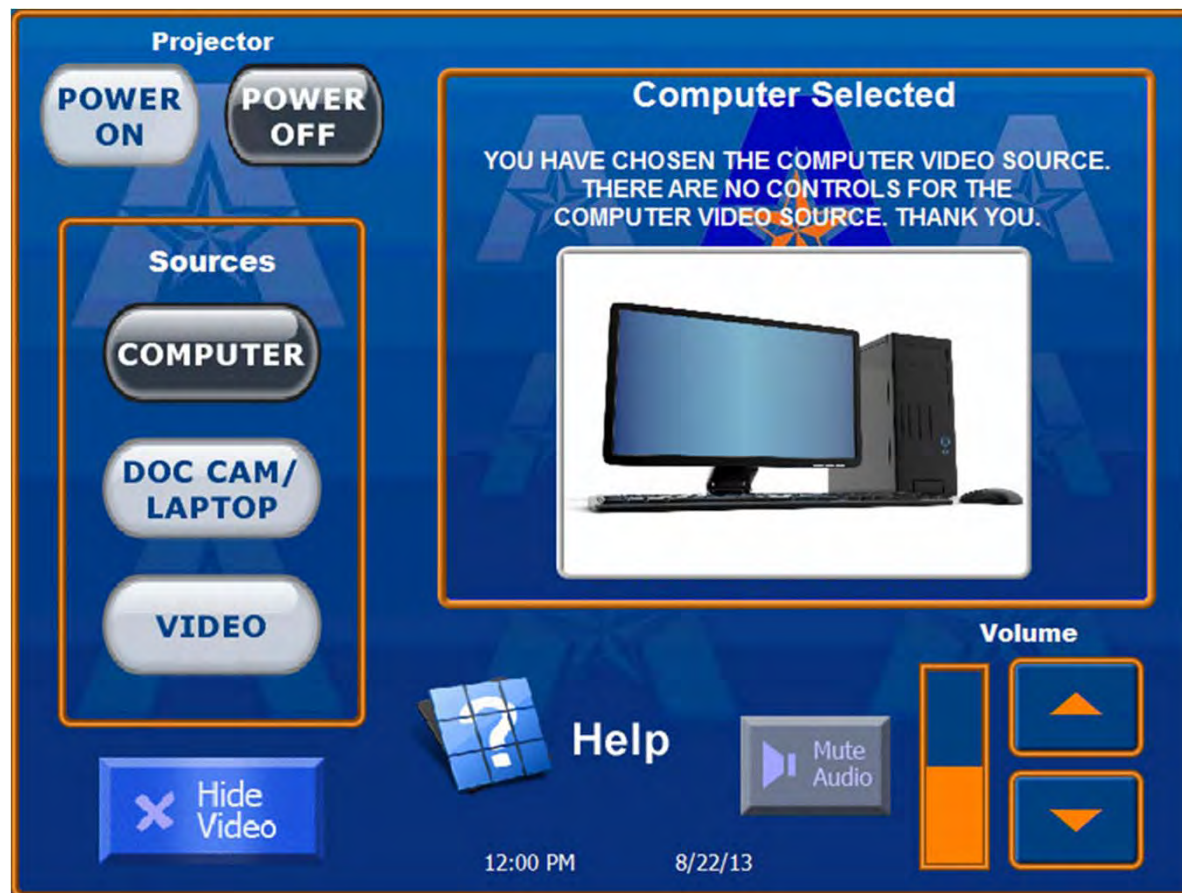 Projector
POWER
ON
POWER
OFF
Sources
COMPUTER
DOC CAM/
LAPTOP
VIDEO
Hide
Video
Computer Selected
YOU HAVE CHOSEN THE COMPUTER VIDEO SOURCE.
THERE ARE NO CONTROLS FOR THE
COMPUTER VIDEO SOURCE. THANK YOU.
?
Help
Mute
Audio
Volume
12:00 PM 8/22/13